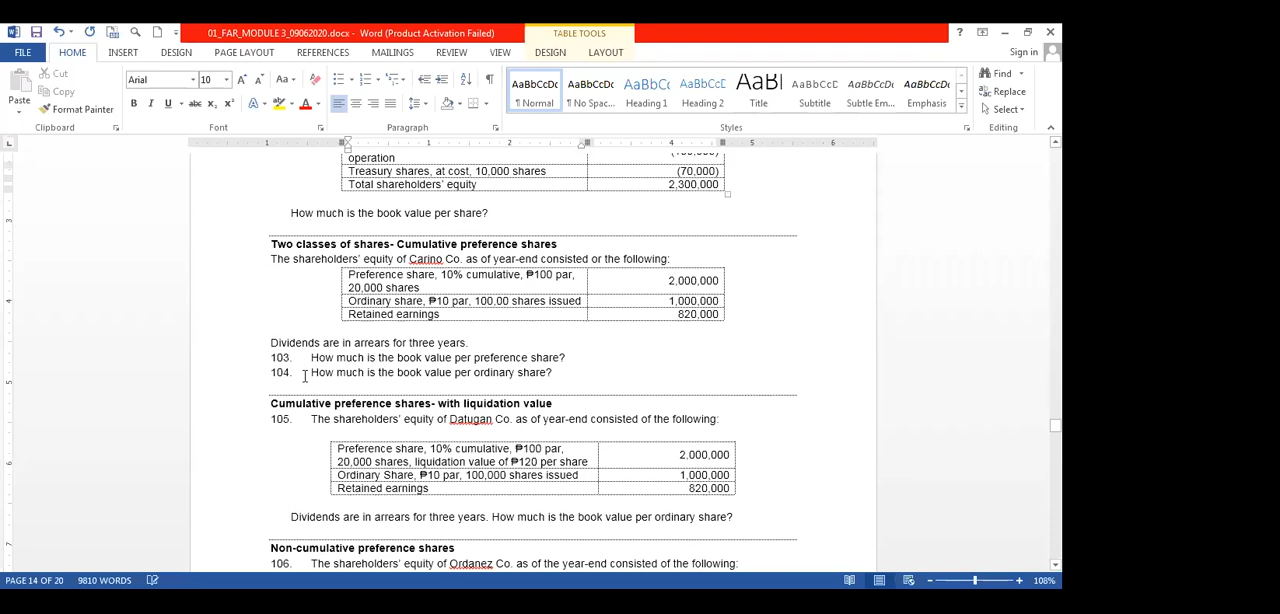 01_FAR_MODULE 3_09062020.docx - Word (Product Activation Failed)
TABLE TOOLS
?
FILE
HOME
INSERT
DESIGN
PAGE LAYOUT
REFERENCES
MAILINGS
REVIEW
VIEW
DESIGN
LAYOUT
Sign in
Paste
Cut
Copy
Format Painter
Clipboard
Arial
10
Font
Paragraph
AaBbCcDc
¶ Normal
AaBbCcDc
¶ No Spac...
AaBbCc
Heading 1
AaBbCcD
Heading 2
AaBl
Title
AaBbCcD
Subtitle
AaBbCcDc
Subtle Em...
AaBbCcDc
Emphasis
Styles
Find
Replace
Select
Editing
1 1 2 3 4 5 6
operation
Treasury shares, at cost, 10,000 shares (70,000)
Total shareholders' equity 2,300,000
How much is the book value per share?
Two classes of shares- Cumulative preference shares
The shareholders' equity of Carino Co. as of year-end consisted or the following:
Preference share, 10% cumulative, ₱100 par,
20,000 shares 2,000,000
Ordinary share, ₱10 par, 100,00 shares issued 1,000,000
Retained earnings 820,000
Dividends are in arrears for three years.
103. How much is the book value per preference share?
104. How much is the book value per ordinary share?
Cumulative preference shares- with liquidation value
105. The shareholders' equity of Datugan Co. as of year-end consisted of the following:
Preference share, 10% cumulative, ₱100 par,
20,000 shares, liquidation value of ₱120 per share 2,000,000
Ordinary Share, ₱10 par, 100,000 shares issued 1,000,000
Retained earnings 820,000
Dividends are in arrears for three years. How much is the book value per ordinary share?
Non-cumulative preference shares
106. The shareholders' equity of Ordanez Co. as of the year-end consisted of the following:
PAGE 14 OF 20
9810 WORDS
108%